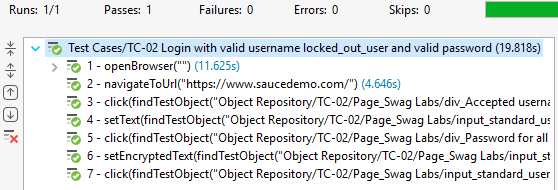 Runs: 1/1 Passes: 1 Failures: 0 Errors: 0 Skips: 0
Test Cases/TC-02 Login with valid username locked_out_user and valid password (19.818s)
1 - openBrowser("") (11.625s)
2 - navigateToUrl("https://www.saucedemo.com/") (4.646s)
3 - click(findTestObject("Object Repository/TC-02/Page_Swag Labs/div_Accepted userna
4 - setText(findTestObject("Object Repository/TC-02/Page_Swag Labs/input_standard_u
5 - click(findTestObject("Object Repository/TC-02/Page_Swag Labs/div_Password for all
6 - setEncryptedText(findTestObject("Object Repository/TC-02/Page_Swag Labs/input_st
7 - click(findTestObject("Object Repository/TC-02/Page_Swag Labs/input_standard_user